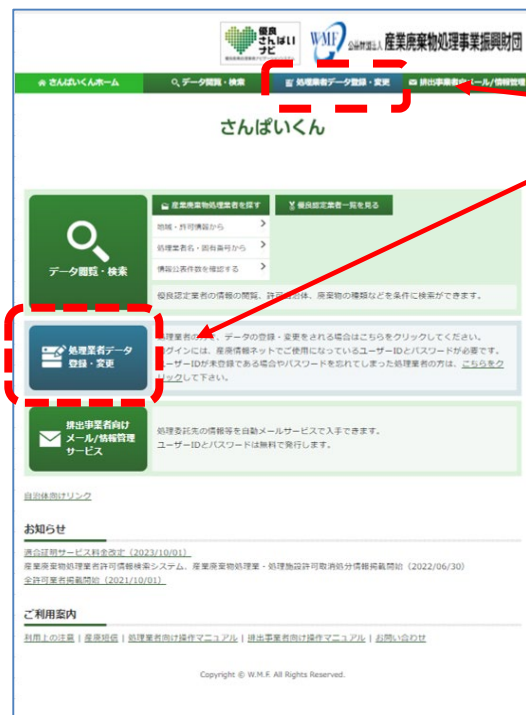 優良
さんぱい
ナビ
WMF 公益財団法人 産業廃棄物処理事業振興財団
さんぱいくんホーム
データ閲覧・検索
処理業者データ登録・変更
排出事業者向メール/情報管理
さんぱいくん
データ閲覧・検索
産業廃棄物処理業者を探す
優良認定業者一覧を見る
地域・許可情報から
処理業者名・固有番号から
情報公表件数を確認する
優良認定業者の情報の閲覧、許可自治体、廃棄物の種類などを条件に検索ができます。
処理業者データ
登録・変更
処理業者の方で、データの登録・変更をされる場合はこちらをクリックしてください。
ログインには、産廃情報ネットでご使用になっているユーザーIDとパスワードが必要です。
ユーザーIDが未登録である場合やパスワードを忘れてしまった処理業者の方は、こちらをク
リックして下さい。
排出事業者向け
メール/情報管理
サービス
処理委託先の情報等を自動メールサービスで入手できます。
ユーザーIDとパスワードは無料で発行します。
自治体向けリンク
お知らせ
適合証明サービス料金改定（2023/10/01）
産業廃棄物処理業者許可情報検索システム、産業廃棄物処理業・処理施設許可取消処分情報掲載開始（2022/06/30）
全許可業者掲載開始（2021/10/01）
ご利用案内
利用上の注意 | 産廃用語 | 処理業者向け操作マニュアル | 排出事業者向け操作マニュアル | お問い合わせ
Copyright © W.M.F. All Rights Reserved.